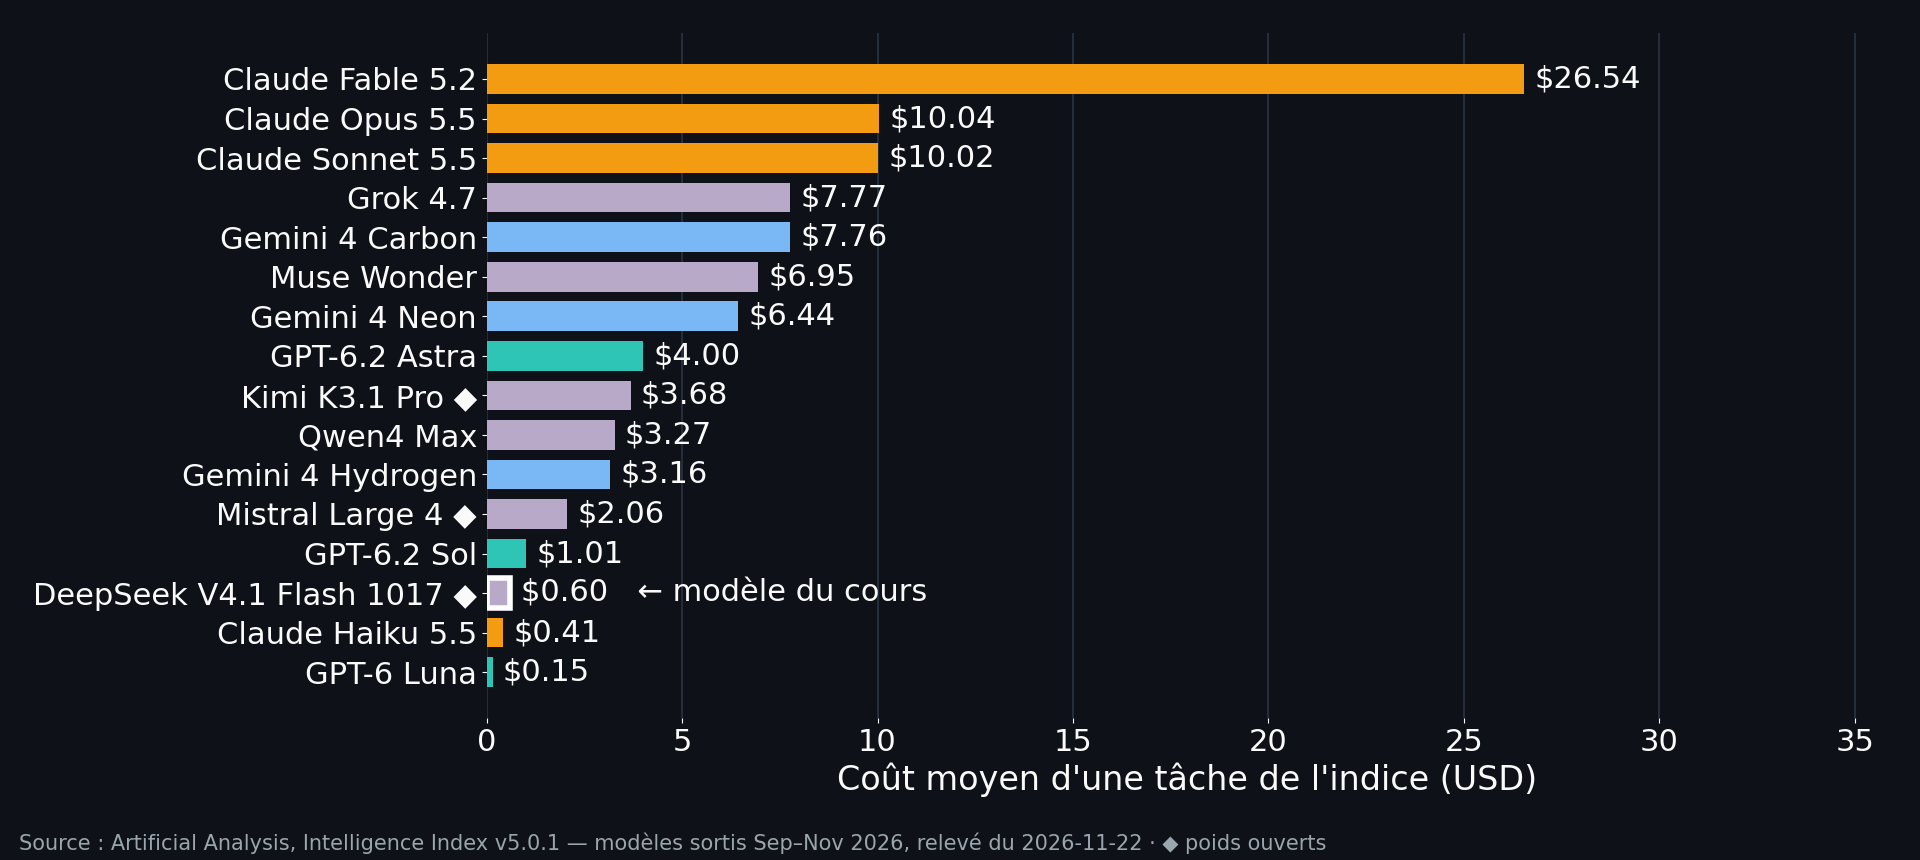 Claude Fable 5.2 $26.54
Claude Opus 5.5 $10.04
Claude Sonnet 5.5 $10.02
Grok 4.7 $7.77
Gemini 4 Carbon $7.76
Muse Wonder $6.95
Gemini 4 Neon $6.44
GPT-6.2 Astra $4.00
Kimi K3.1 Pro ◆ $3.68
Qwen4 Max $3.27
Gemini 4 Hydrogen $3.16
Mistral Large 4 ◆ $2.06
GPT-6.2 Sol $1.01
DeepSeek V4.1 Flash 1017 ◆ $0.60 ← modèle du cours
Claude Haiku 5.5 $0.41
GPT-6 Luna $0.15
0 5 10 15 20 25 30 35
Coût moyen d'une tâche de l'indice (USD)
Source : Artificial Analysis, Intelligence Index v5.0.1 — modèles sortis Sep–Nov 2026, relevé du 2026-11-22 · ◆ poids ouverts